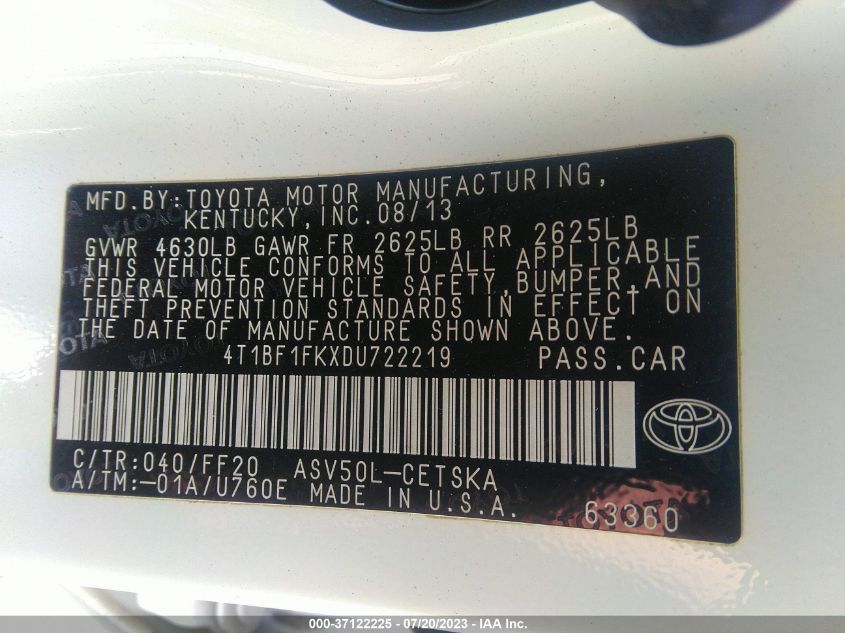 MFD.BY:TOYOTA MOTOR MANUFACTURING,
KENTUCKY,INC.08/13
GVWR 4630LB GAWR FR 2625LB RR 2625LB
THIS VEHICLE CONFORMS TO ALL APPLICABLE
FEDERAL MOTOR VEHICLE SAFETY,BUMPER,AND
THEFT PREVENTION STANDARDS IN EFFECT ON
THE DATE OF MANUFACTURE SHOWN ABOVE.
4T1BF1FKXDU722219 PASS.CAR
C/TR:040/FF20 ASV50L-CETSKA
A/TM:-01A/U760E MADE IN U.S.A. 63360
000-37122225 - 07/20/2023 - IAA Inc.